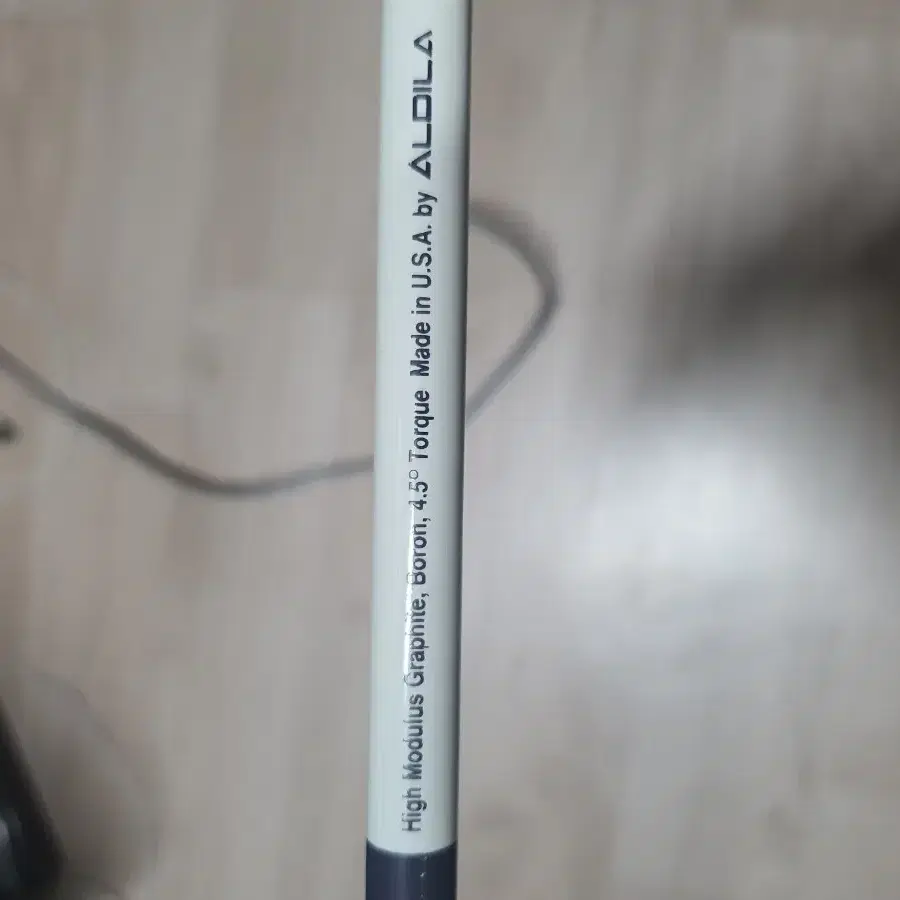 High Modulus Graphite, Boron, 4.5° Torque Made in U.S.A. by ALDILA